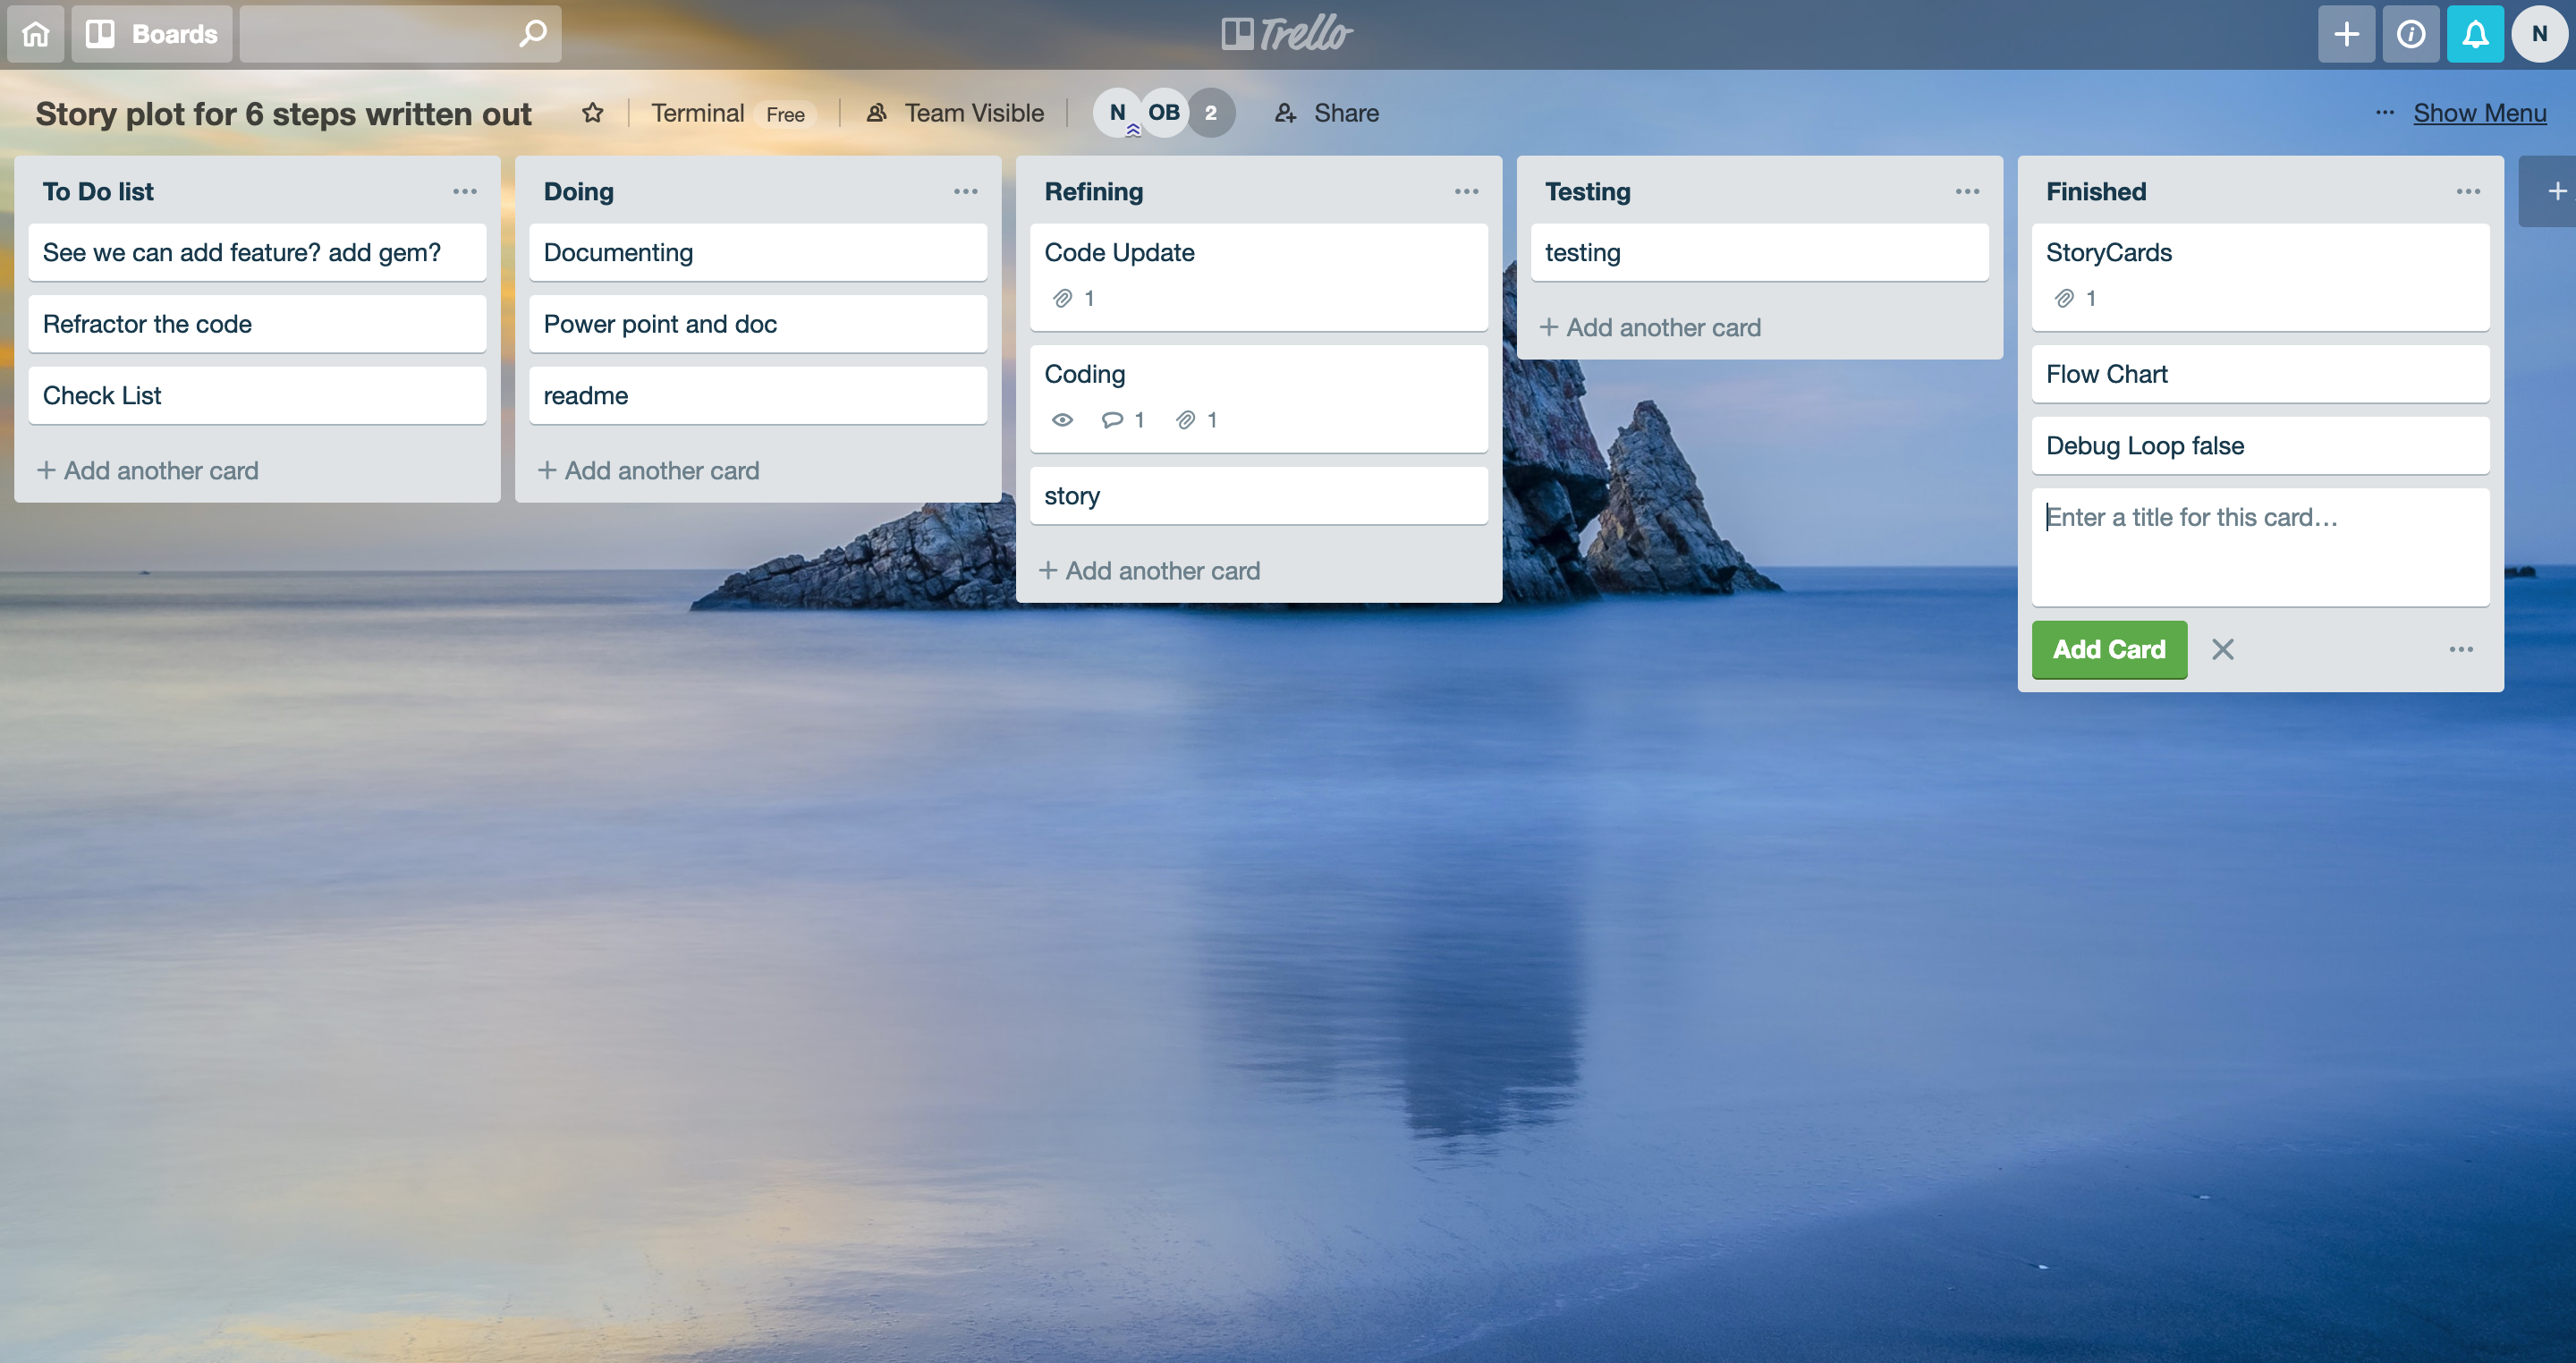 Boards
Trello
N
Story plot for 6 steps written out
Terminal Free
Team Visible
N OB 2
Share
... Show Menu
To Do list
See we can add feature? add gem?
Refractor the code
Check List
+ Add another card
Doing
Documenting
Power point and doc
readme
+ Add another card
Refining
Code Update
1
Coding
1 1
story
+ Add another card
Testing
testing
+ Add another card
Finished
StoryCards
1
Flow Chart
Debug Loop false
Enter a title for this card…
Add Card